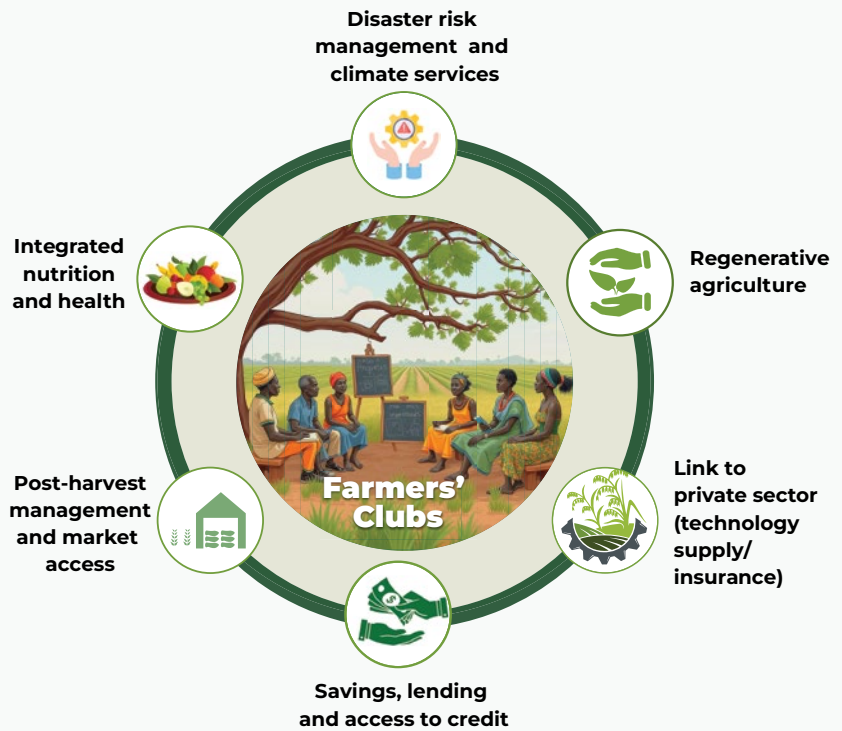 Disaster risk
management and
climate services
Regenerative
agriculture
Link to
private sector
(technology
supply/
insurance)
Savings, lending
and access to credit
Post-harvest
management
and market
access
Integrated
nutrition
and health
Farmers’
Clubs